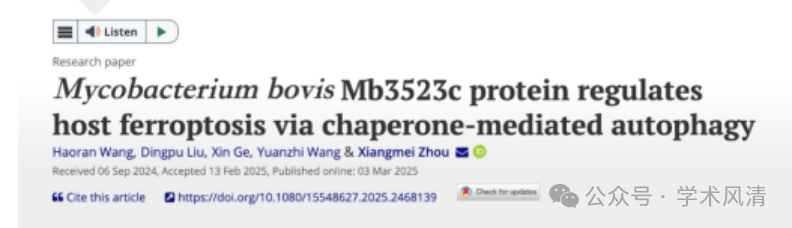 Listen
Research paper
Mycobacterium bovis Mb3523c protein regulates
host ferroptosis via chaperone-mediated autophagy
Haoran Wang, Dingpu Liu, Xin Ge, Yuanzhi Wang & Xiangmei Zhou
Received 06 Sep 2024, Accepted 13 Feb 2025, Published online: 03 Mar 2025
Cite this article https://doi.org/10.1080/15548627.2025.2468139 Check for updates
公众号 · 学术风清